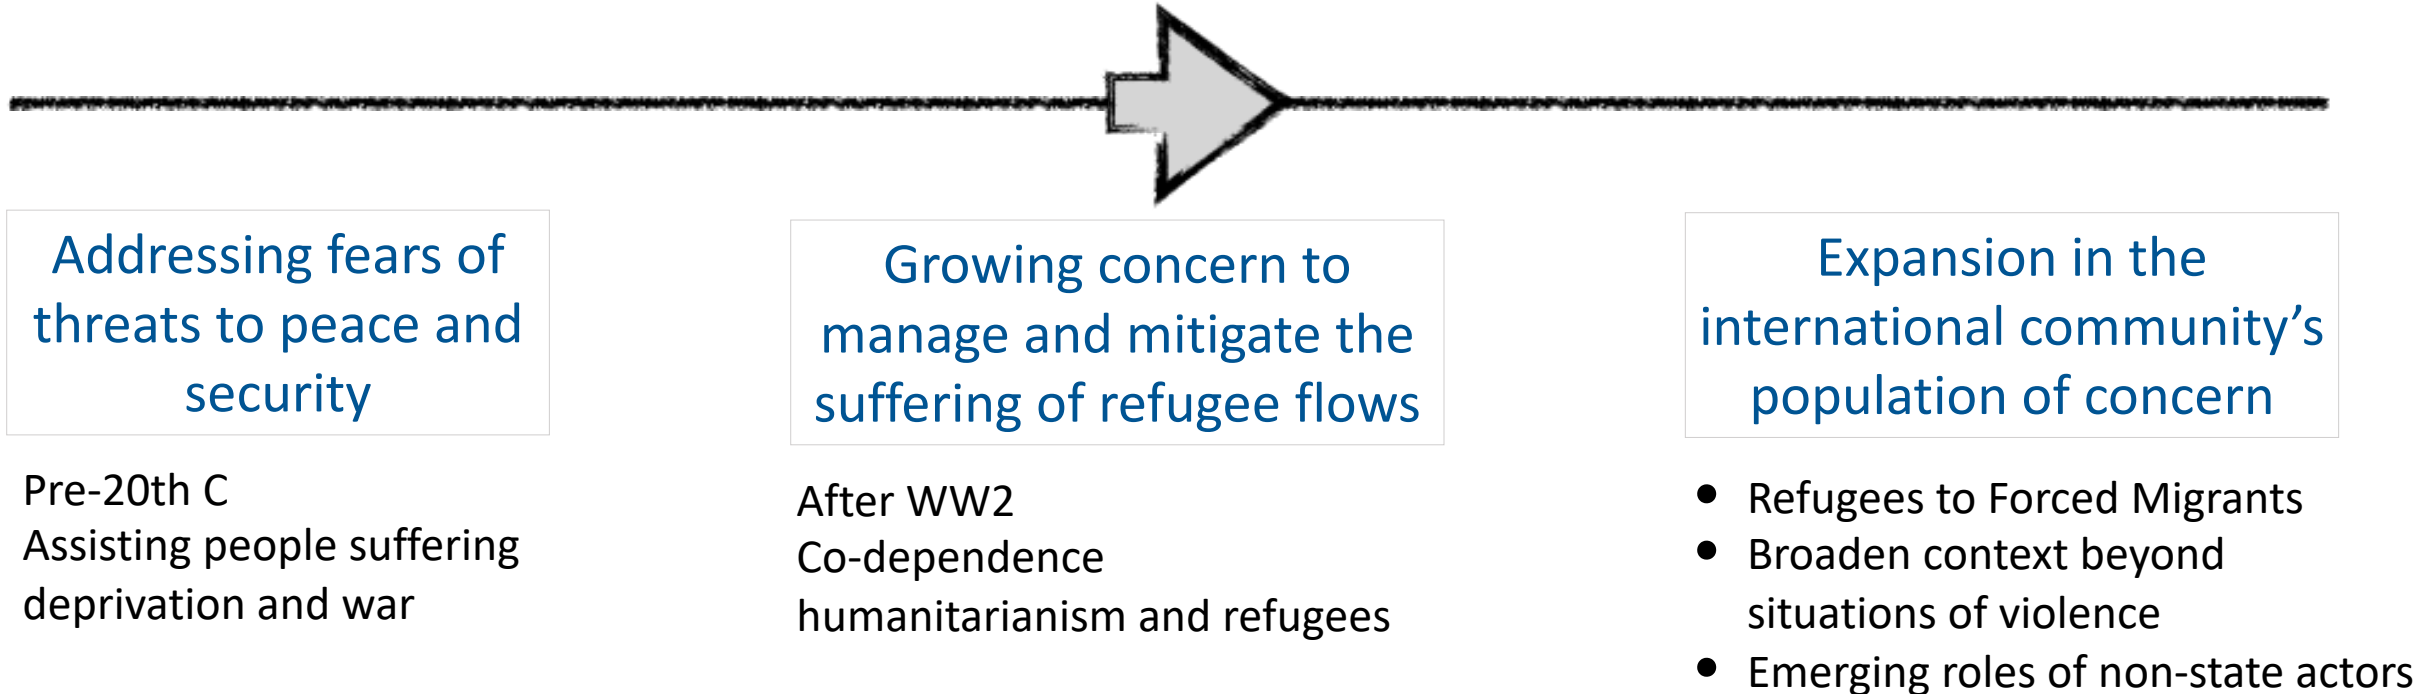 Addressing fears of
threats to peace and
security
Pre-20th C
Assisting people suffering
deprivation and war
Growing concern to
manage and mitigate the
suffering of refugee flows
After WW2
Co-dependence
humanitarianism and refugees
Expansion in the
international community’s
population of concern
• Refugees to Forced Migrants
• Broaden context beyond
situations of violence
• Emerging roles of non-state actors